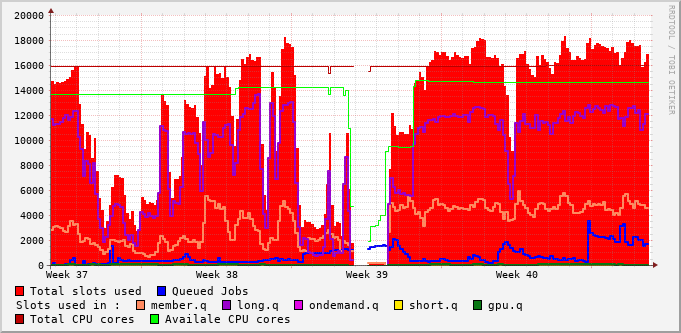 20000
18000
16000
14000
12000
10000
8000
6000
4000
2000
0
Week 37 Week 38 Week 39 Week 40
Total slots used Queued Jobs
Slots used in : member.q long.q ondemand.q short.q gpu.q
Total CPU cores Availale CPU cores
RRDTOOL / TOBI OETIKER